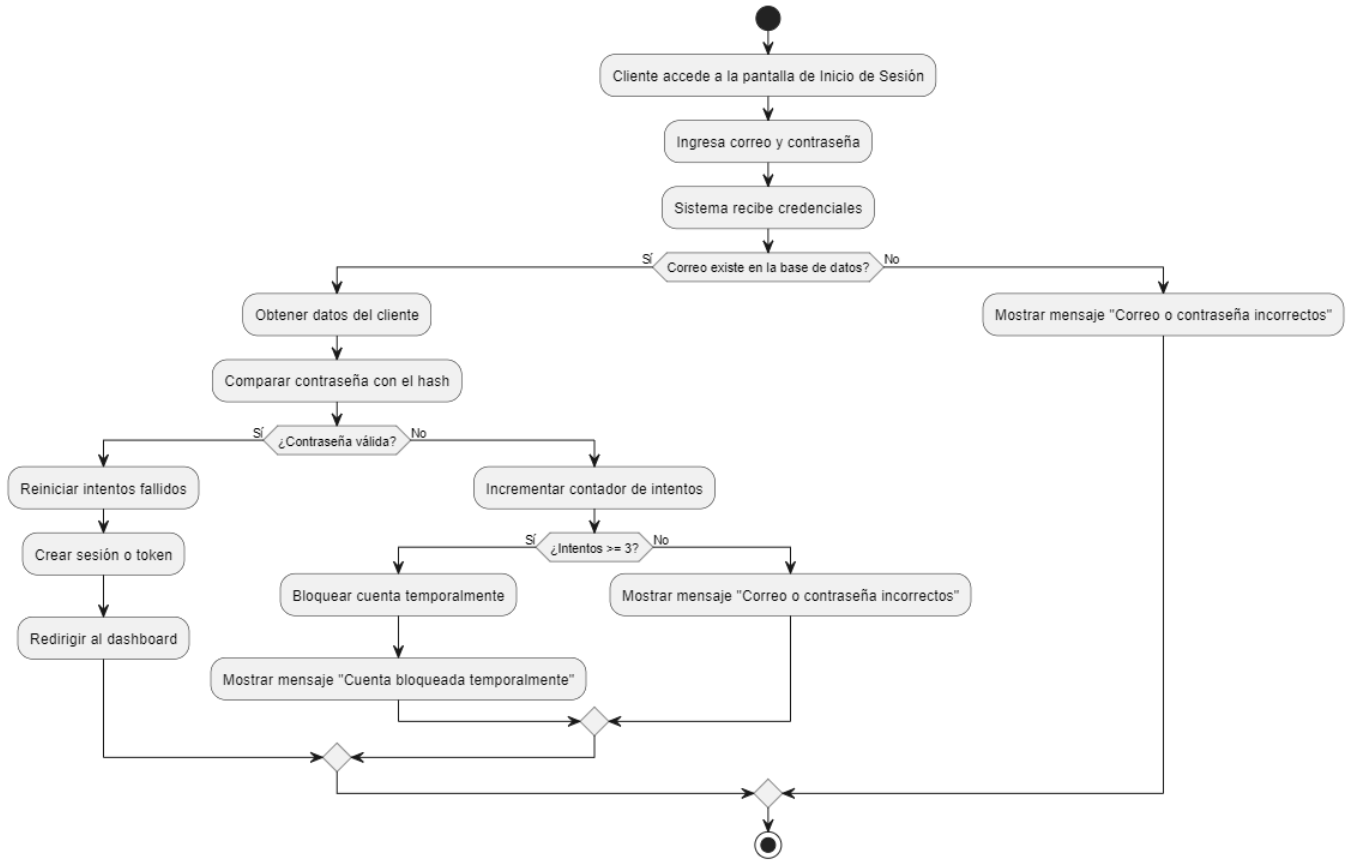 Cliente accede a la pantalla de Inicio de Sesión
Ingresa correo y contraseña
Sistema recibe credenciales
Sí
Correo existe en la base de datos?
No
Obtener datos del cliente
Mostrar mensaje "Correo o contraseña incorrectos"
Comparar contraseña con el hash
Sí
¿Contraseña válida?
No
Reiniciar intentos fallidos
Incrementar contador de intentos
Crear sesión o token
Sí
¿Intentos >= 3?
No
Bloquear cuenta temporalmente
Mostrar mensaje "Correo o contraseña incorrectos"
Redirigir al dashboard
Mostrar mensaje "Cuenta bloqueada temporalmente"